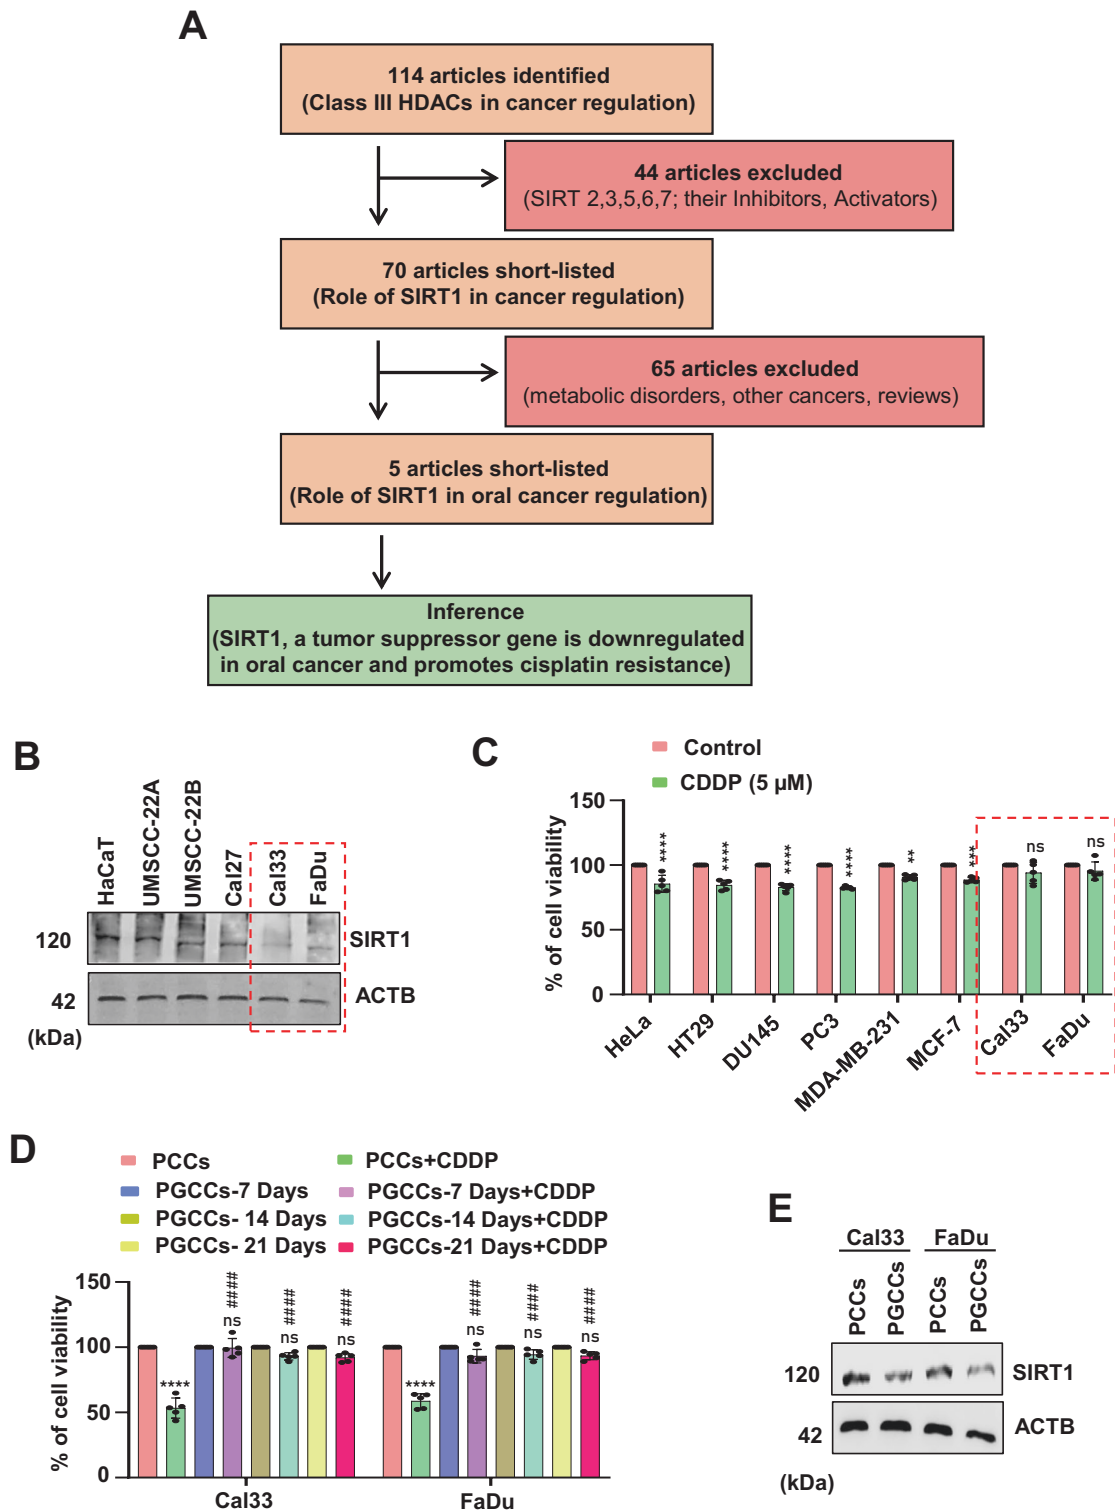 A
114 articles identified
(Class III HDACs in cancer regulation)
44 articles excluded
(SIRT 2,3,5,6,7; their Inhibitors, Activators)
70 articles short-listed
(Role of SIRT1 in cancer regulation)
65 articles excluded
(metabolic disorders, other cancers, reviews)
5 articles short-listed
(Role of SIRT1 in oral cancer regulation)
Inference
(SIRT1, a tumor suppressor gene is downregulated
in oral cancer and promotes cisplatin resistance)
B
HaCaT
UMSCC-22A
UMSCC-22B
Cal27
Cal33
FaDu
120
SIRT1
42
ACTB
(kDa)
C
Control
CDDP (5 µM)
% of cell viability
150
100
50
0
****
****
****
****
**
***
ns
ns
HeLa
HT29
DU145
PC3
MDA-MB-231
MCF-7
Cal33
FaDu
D
PCCs
PCCs+CDDP
PGCCs-7 Days
PGCCs-7 Days+CDDP
PGCCs- 14 Days
PGCCs-14 Days+CDDP
PGCCs- 21 Days
PGCCs-21 Days+CDDP
% of cell viability
150
100
50
0
****
####
ns
####
ns
####
ns
****
####
ns
####
ns
####
ns
Cal33
FaDu
E
Cal33
FaDu
PCCs
PGCCs
PCCs
PGCCs
120
SIRT1
42
ACTB
(kDa)